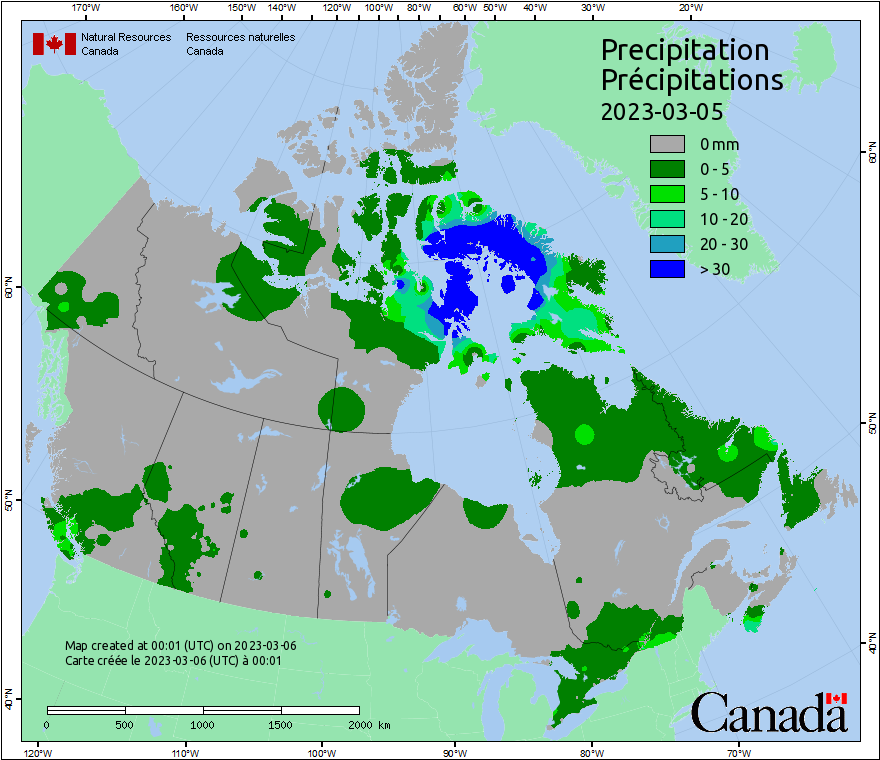 170°W 160°W 150°W 140°W 130°W 120°W 110°W 100°W 90°W 80°W 70°W 60°W 50°W 40°W 30°W 20°W
Natural Resources Ressources naturelles
Canada Canada
Precipitation
Précipitations
2023-03-05
0 mm
0 - 5
5 - 10
10 - 20
20 - 30
> 30
60°N
60°N
50°N
50°N
40°N
40°N
Map created at 00:01 (UTC) on 2023-03-06
Carte créée le 2023-03-06 (UTC) à 00:01
0 500 1000 1500 2000 km
Canada
120°W 110°W 100°W 90°W 80°W 70°W